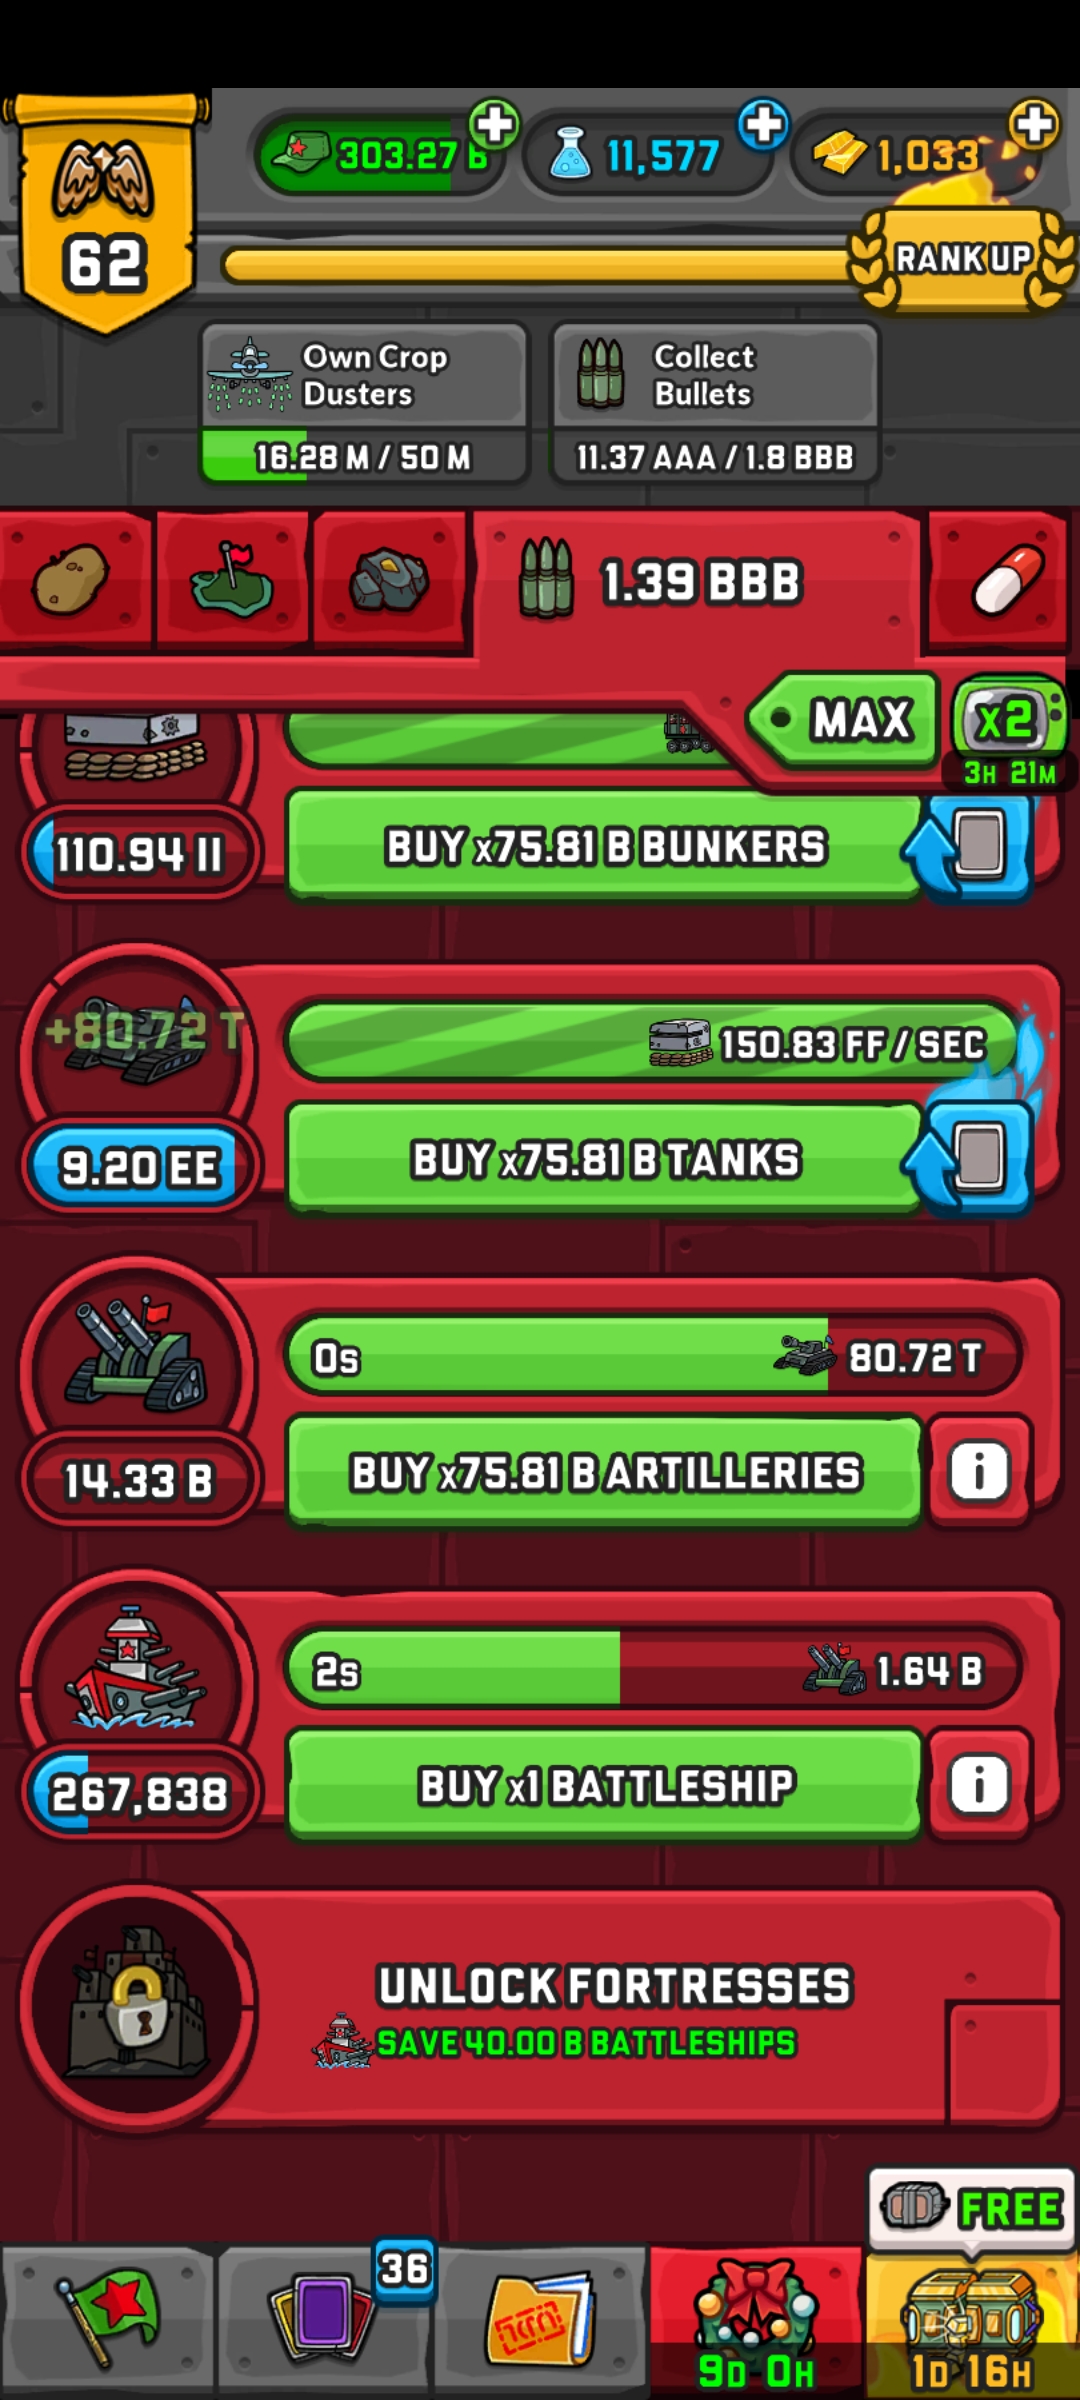 303.27 B
11,577
1,033
62
RANK UP
Own Crop
Dusters
16.28 M / 50 M
Collect
Bullets
11.37 AAA / 1.8 BBB
1.39 BBB
MAX
x2
3H 21M
110.94 II
BUY x75.81 B BUNKERS
+80.72 T
150.83 FF / SEC
9.20 EE
BUY x75.81 B TANKS
0s
80.72 T
14.33 B
BUY x75.81 B ARTILLERIES
i
2s
1.64 B
267,838
BUY x1 BATTLESHIP
i
UNLOCK FORTRESSES
SAVE 40.00 B BATTLESHIPS
FREE
36
9D 0H
1D 16H